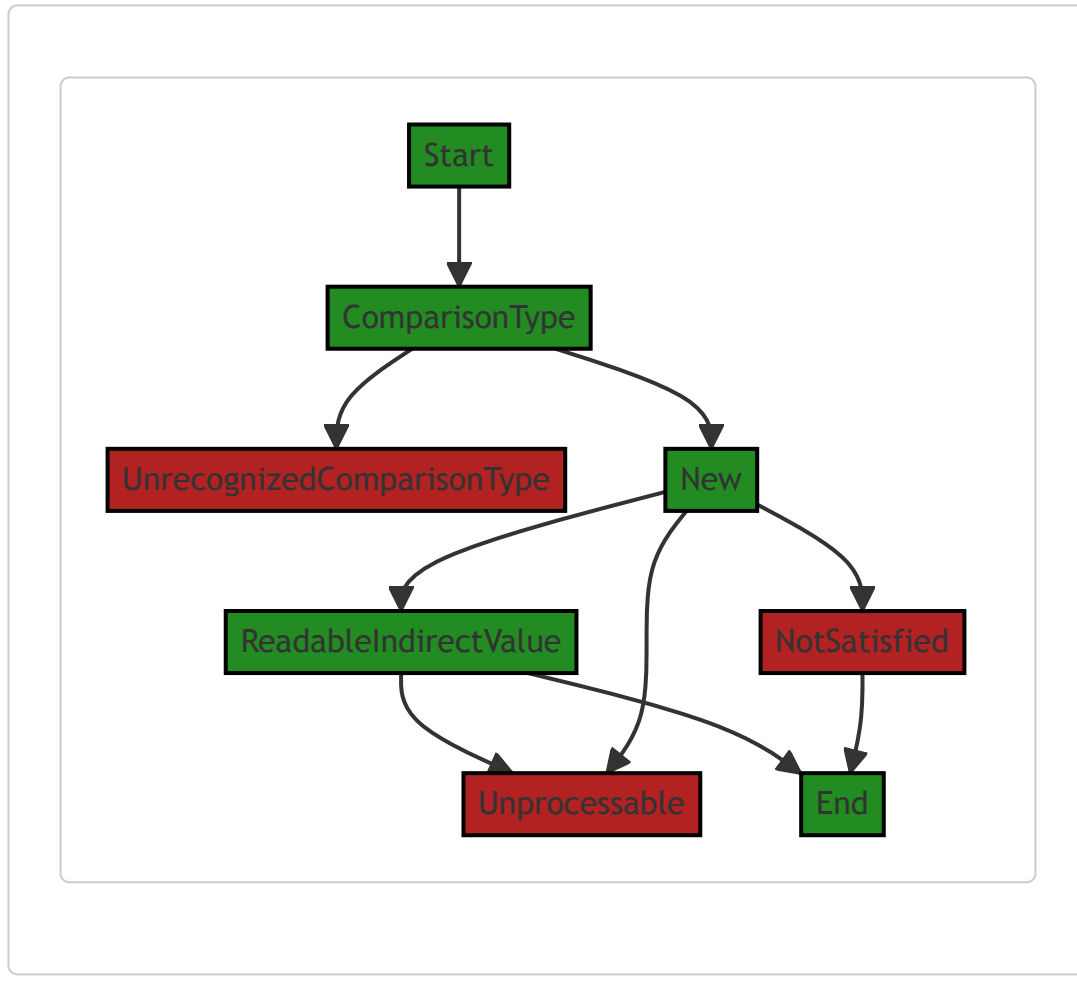 Start
ComparisonType
UnrecognizedComparisonType
New
ReadableIndirectValue
NotSatisfied
Unprocessable
End